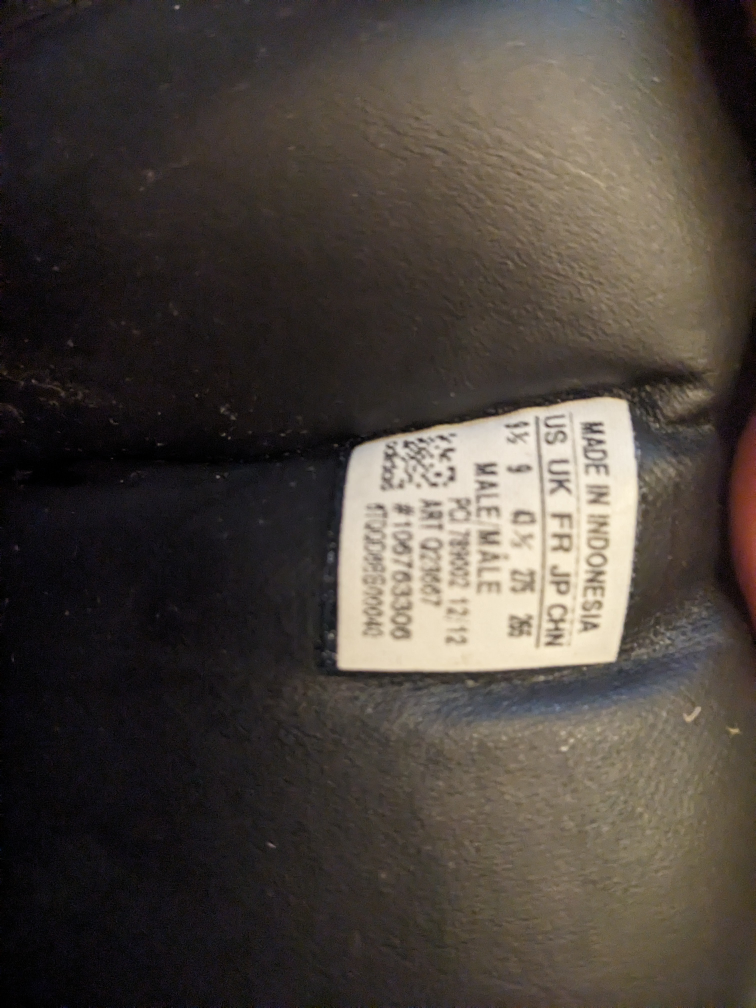 MADE IN INDONESIA
US UK FR JP CHN
9½ 9 43⅓ 275 265
MALE/MÂLE
PCI 789002 12/12
ART Q23667
#106763306